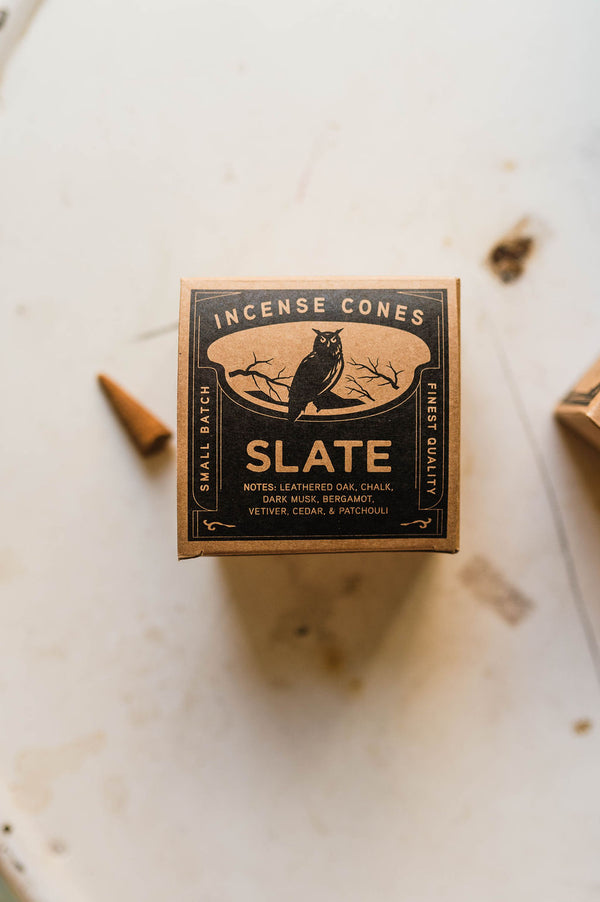 INCENSE CONES
SMALL BATCH
FINEST QUALITY
SLATE
NOTES: LEATHERED OAK, CHALK,
DARK MUSK, BERGAMOT,
VETIVER, CEDAR, & PATCHOULI